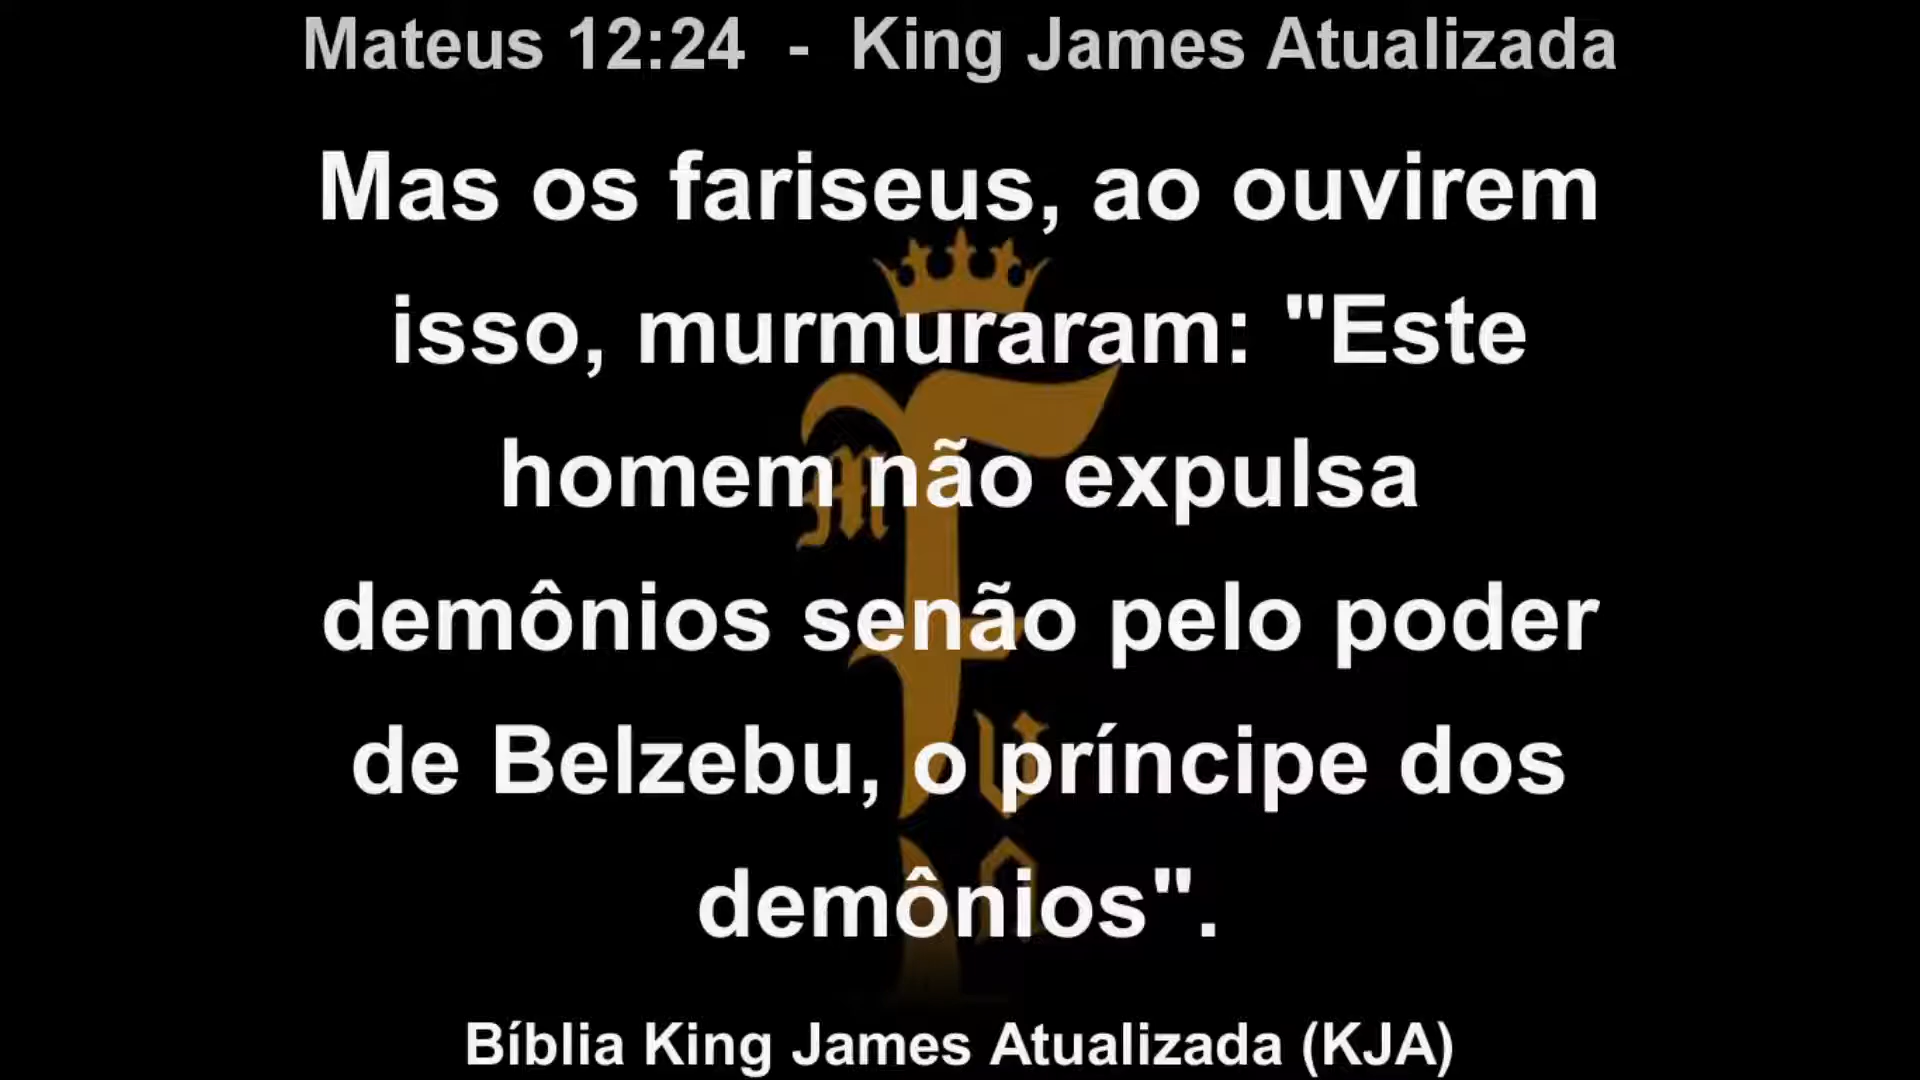 Mateus 12:24 - King James Atualizada
Mas os fariseus, ao ouvirem
isso, murmuraram: "Este
homem não expulsa
demônios senão pelo poder
de Belzebu, o príncipe dos
demônios".
Bíblia King James Atualizada (KJA)